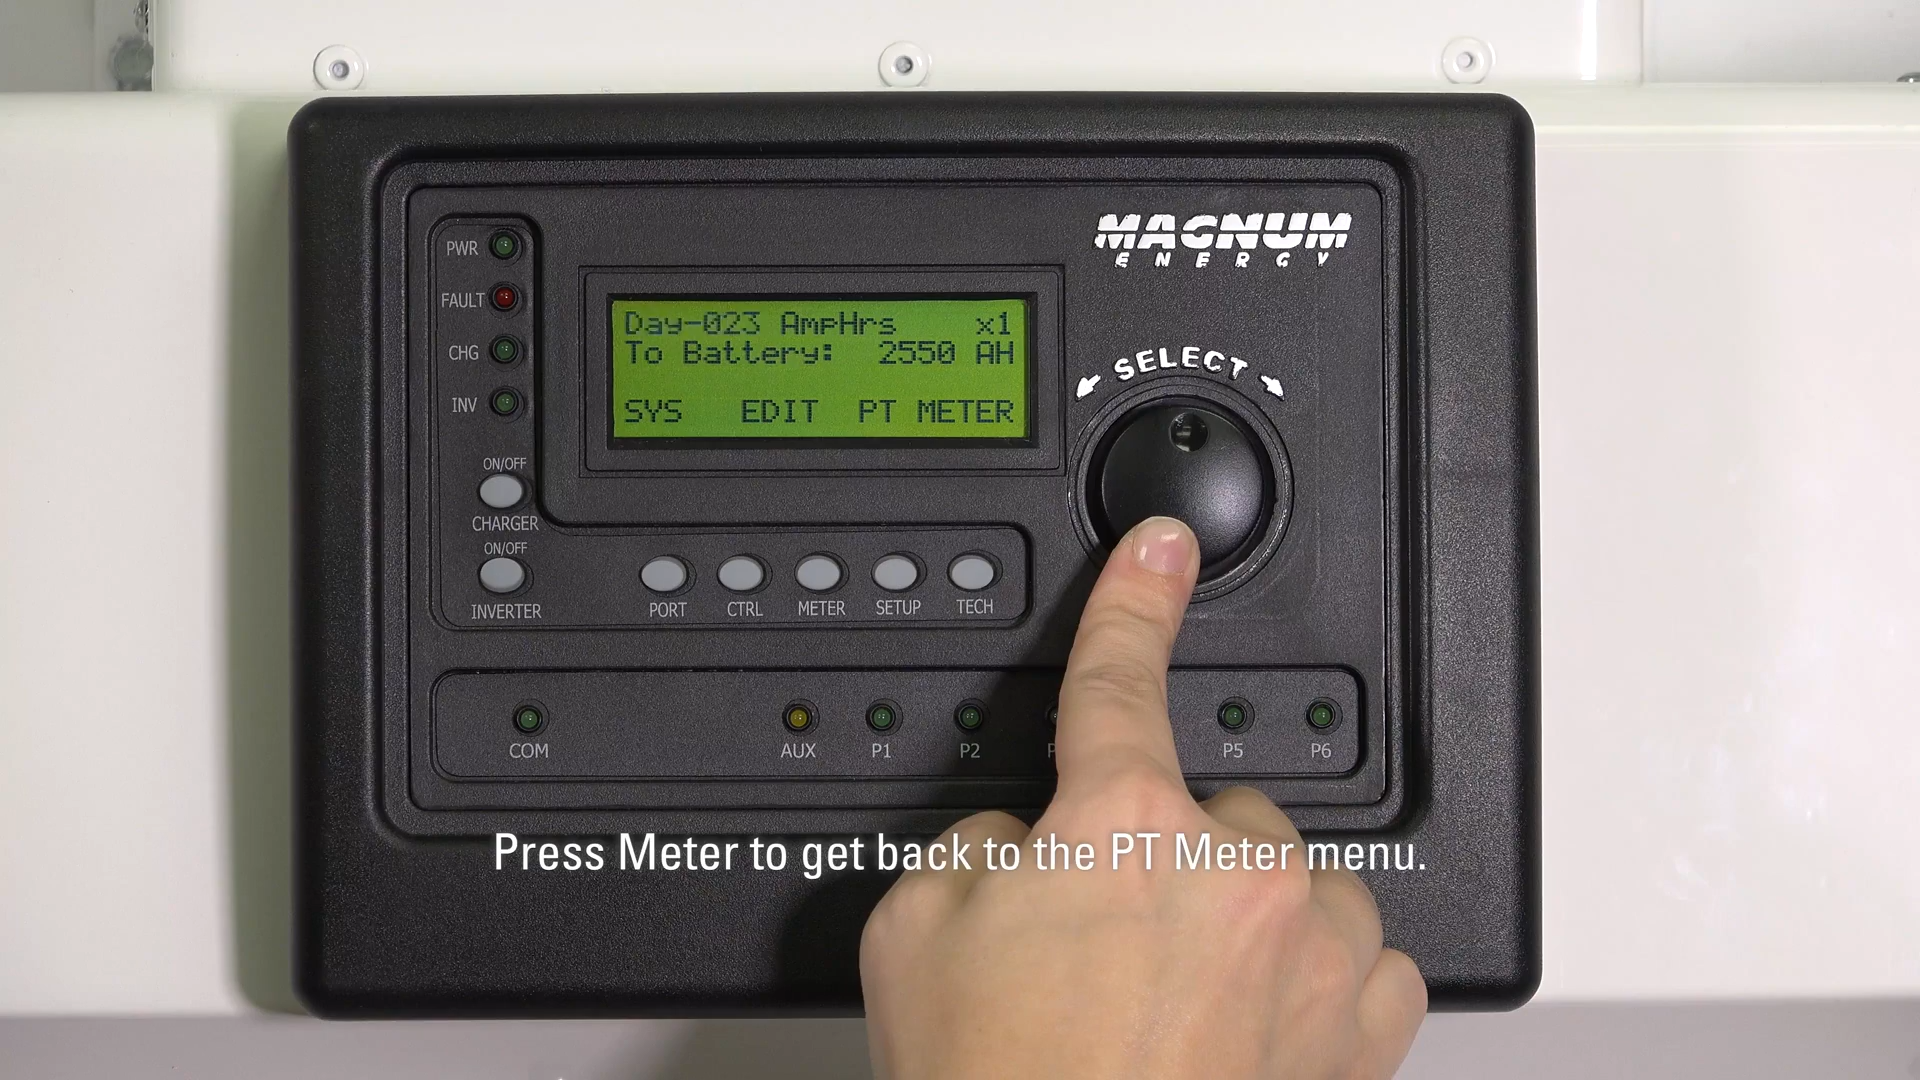 MAGNUM
ENERGY
PWR
FAULT
CHG
INV
Day-023 AmpHrs x1
To Battery: 2550 AH
SYS EDIT PT METER
SELECT
ON/OFF
CHARGER
ON/OFF
INVERTER
PORT CTRL METER SETUP TECH
COM AUX P1 P2 P5 P6
Press Meter to get back to the PT Meter menu.